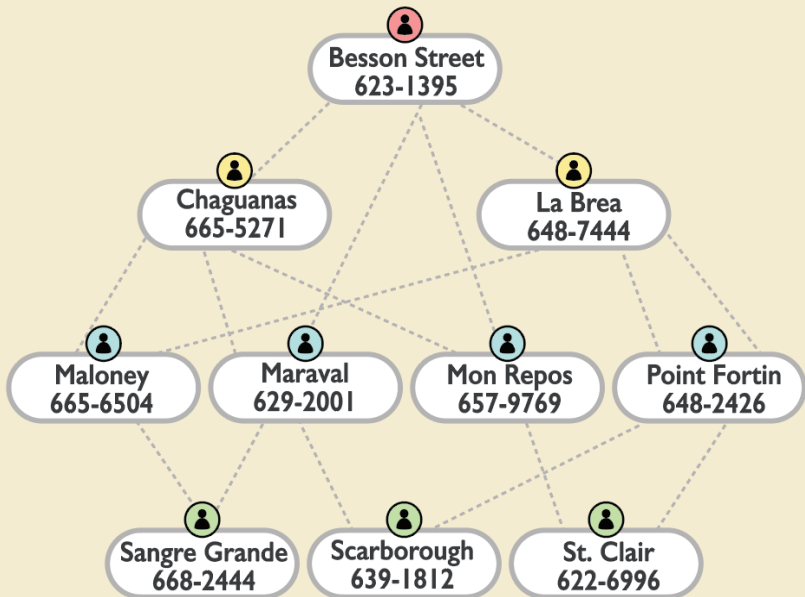 Besson Street
623-1395
Chaguanas
665-5271
La Brea
648-7444
Maloney
665-6504
Maraval
629-2001
Mon Repos
657-9769
Point Fortin
648-2426
Sangre Grande
668-2444
Scarborough
639-1812
St. Clair
622-6996